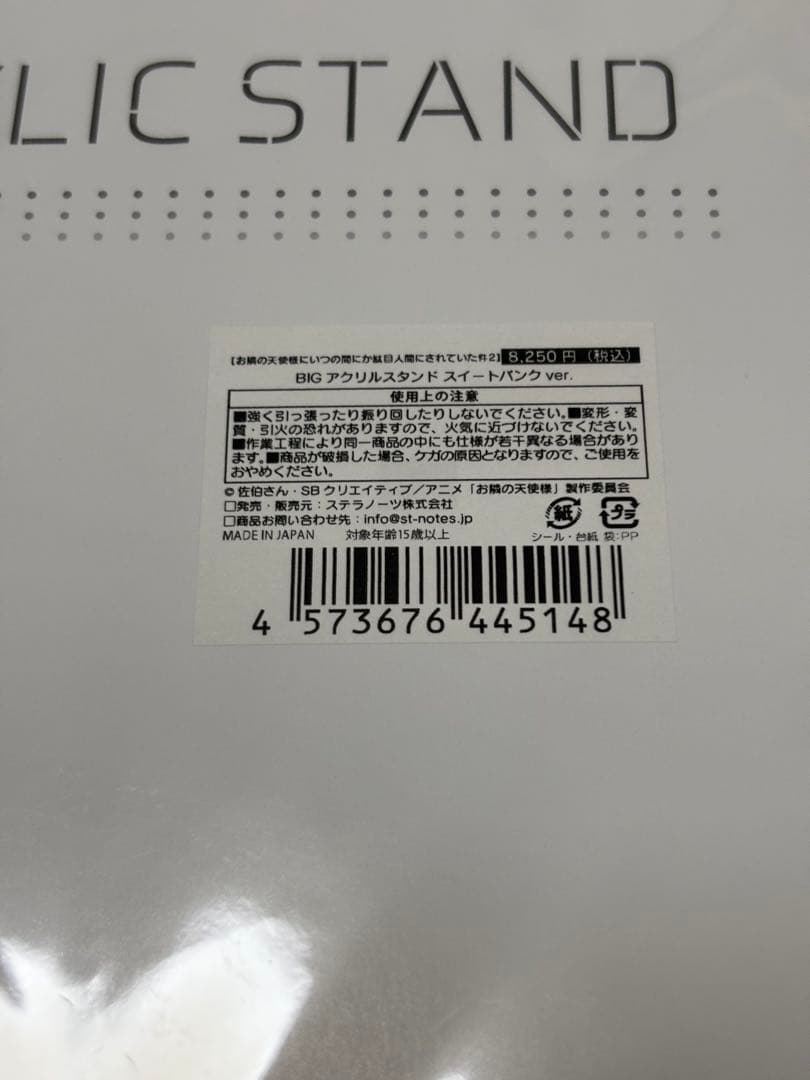 LIC STAND
【お隣の天使様にいつの間にか駄目人間にされていた件2】8,250円(税込)
BIG アクリルスタンド スイートパンク ver.
使用上の注意
■強く引っ張ったり振り回したりしないでください。■変形・変
質・引火の恐れがありますので、火気に近づけないでください。
■作業工程により同一商品の中にも仕様が若干異なる場合があり
ます。■商品が破損した場合、ケガの原因となりますので、ご使用を
おやめください。
© 佐伯さん・SBクリエイティブ/アニメ「お隣の天使様」製作委員会
□発売・販売元:ステラノーツ株式会社
□商品お問い合わせ先:info@st-notes.jp
MADE IN JAPAN 対象年齢15歳以上
紙 プラ
シール・台紙 袋:PP
4 573676 445148